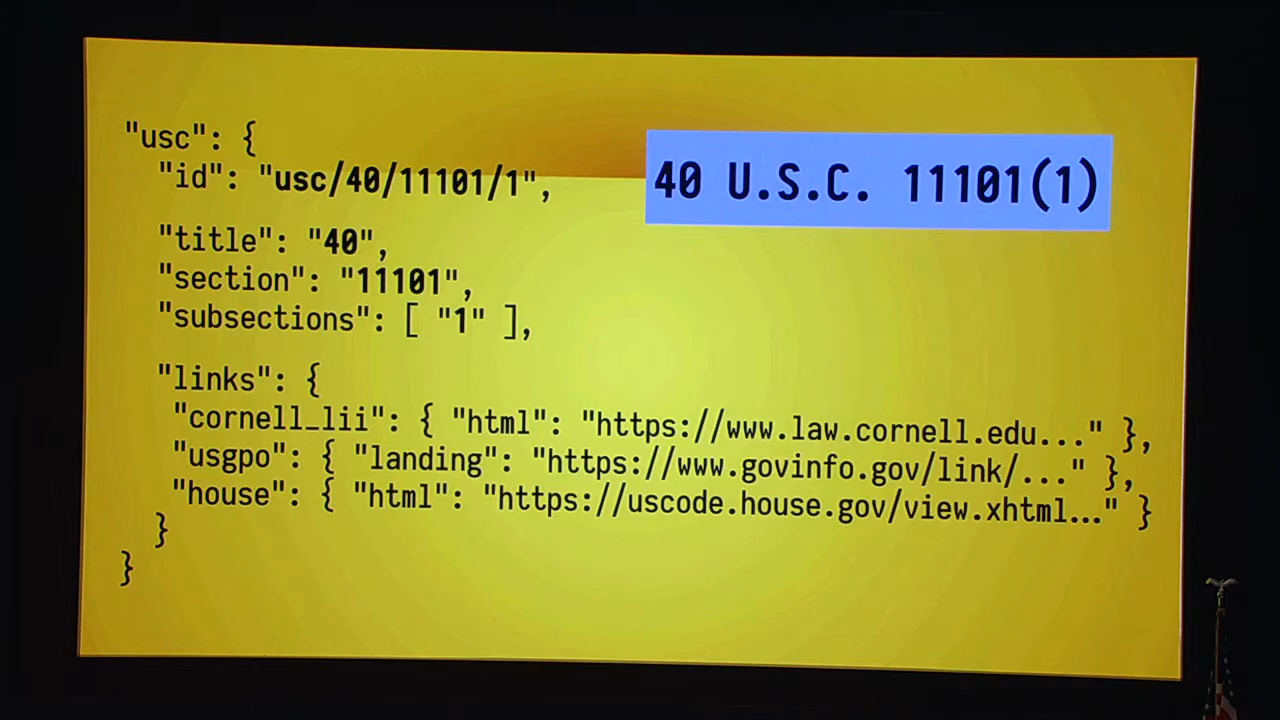 "usc": {
"id": "usc/40/11101/1",
40 U.S.C. 11101(1)
"title": "40",
"section": "11101",
"subsections": [ "1" ],
"links": {
"cornell_lii": { "html": "https://www.law.cornell.edu..." },
"usgpo": { "landing": "https://www.govinfo.gov/link/..." },
"house": { "html": "https://uscode.house.gov/view.xhtml..." }
}
}